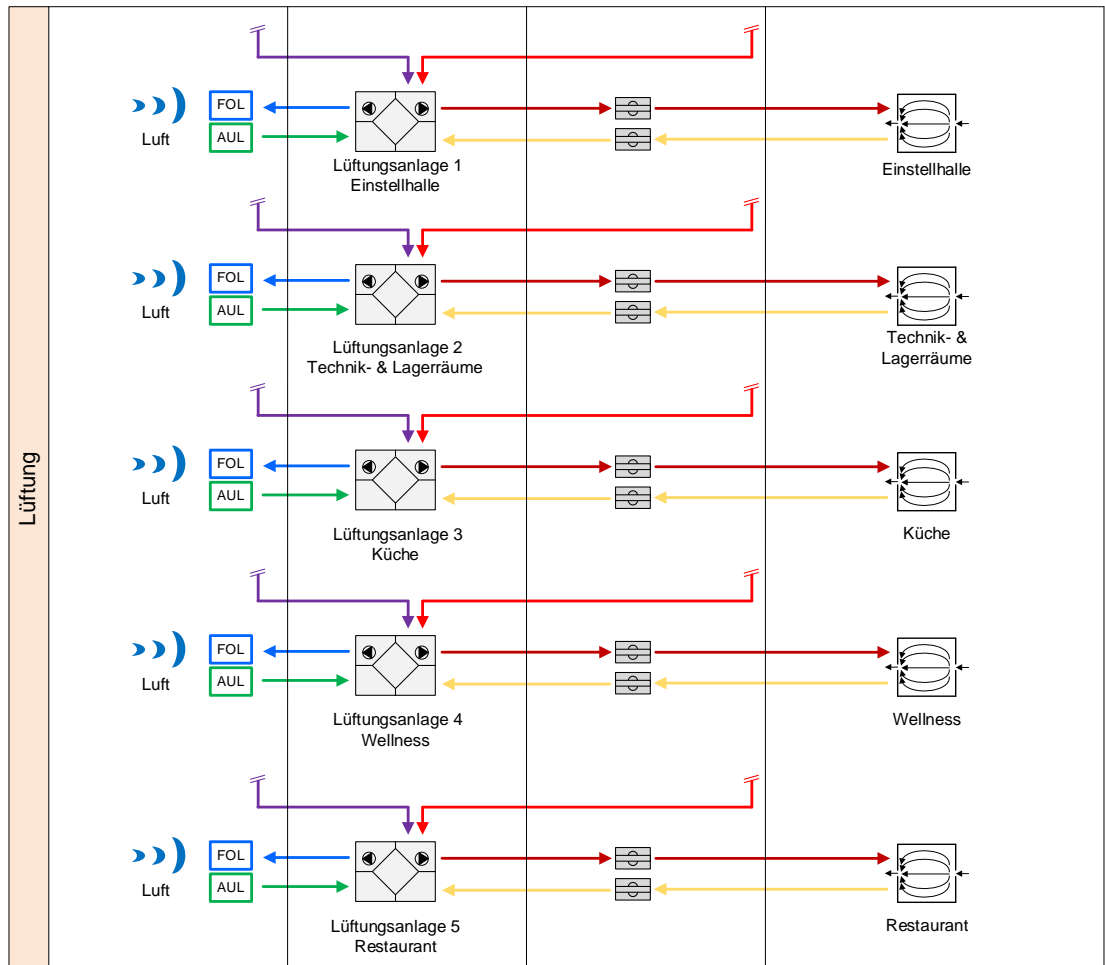 Lüftung
FOL
AUL
Luft
Lüftungsanlage 1
Einstellhalle
Einstellhalle
FOL
AUL
Luft
Lüftungsanlage 2
Technik- & Lagerräume
Technik- &
Lagerräume
FOL
AUL
Luft
Lüftungsanlage 3
Küche
Küche
FOL
AUL
Luft
Lüftungsanlage 4
Wellness
Wellness
FOL
AUL
Luft
Lüftungsanlage 5
Restaurant
Restaurant